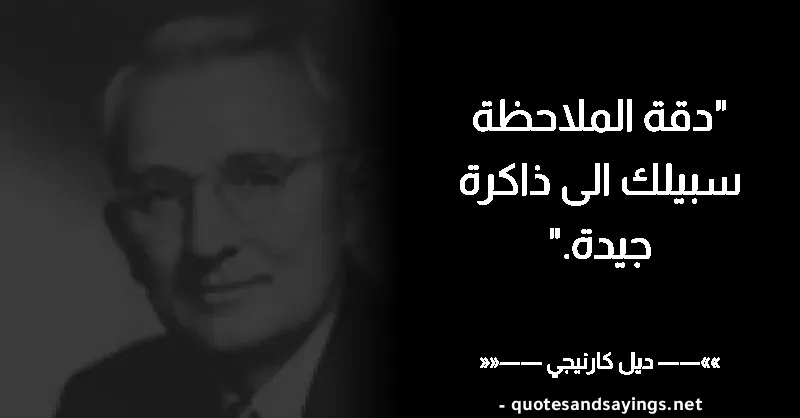 "دقة الملاحظة
سبيلك الى ذاكرة
جيدة."
»»—— ديل كارنيجي ——««
- quotesandsayings.net